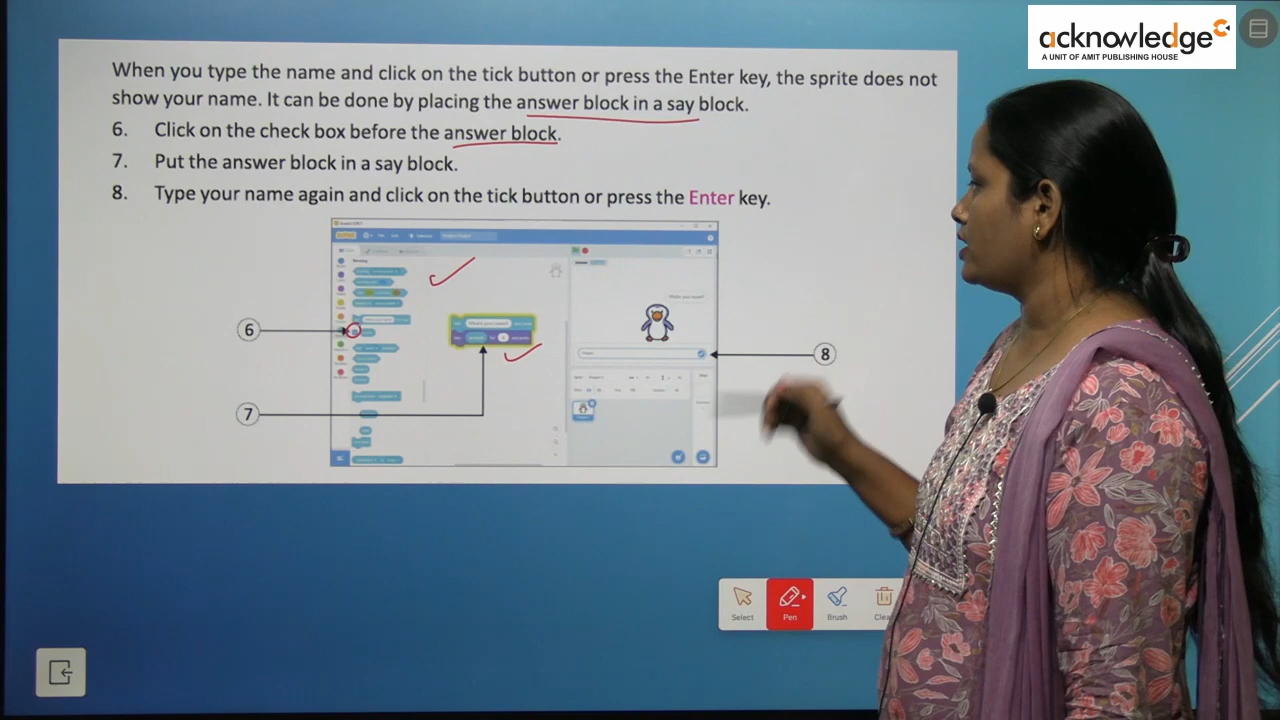 acknowledge
A UNIT OF AMIT PUBLISHING HOUSE
When you type the name and click on the tick button or press the Enter key, the sprite does not
show your name. It can be done by placing the answer block in a say block.
6. Click on the check box before the answer block.
7. Put the answer block in a say block.
8. Type your name again and click on the tick button or press the Enter key.
6
7
8
Select
Pen
Brush